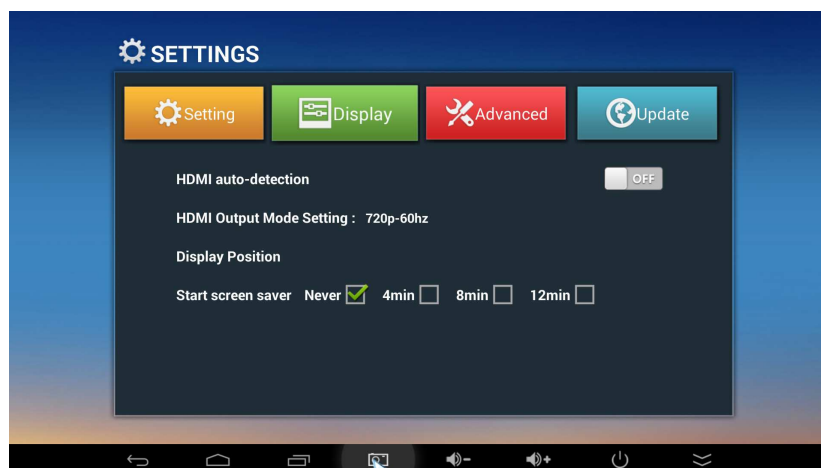 SETTINGS
Setting Display Advanced Update
HDMI auto-detection OFF
HDMI Output Mode Setting : 720p-60hz
Display Position
Start screen saver Never 4min 8min 12min